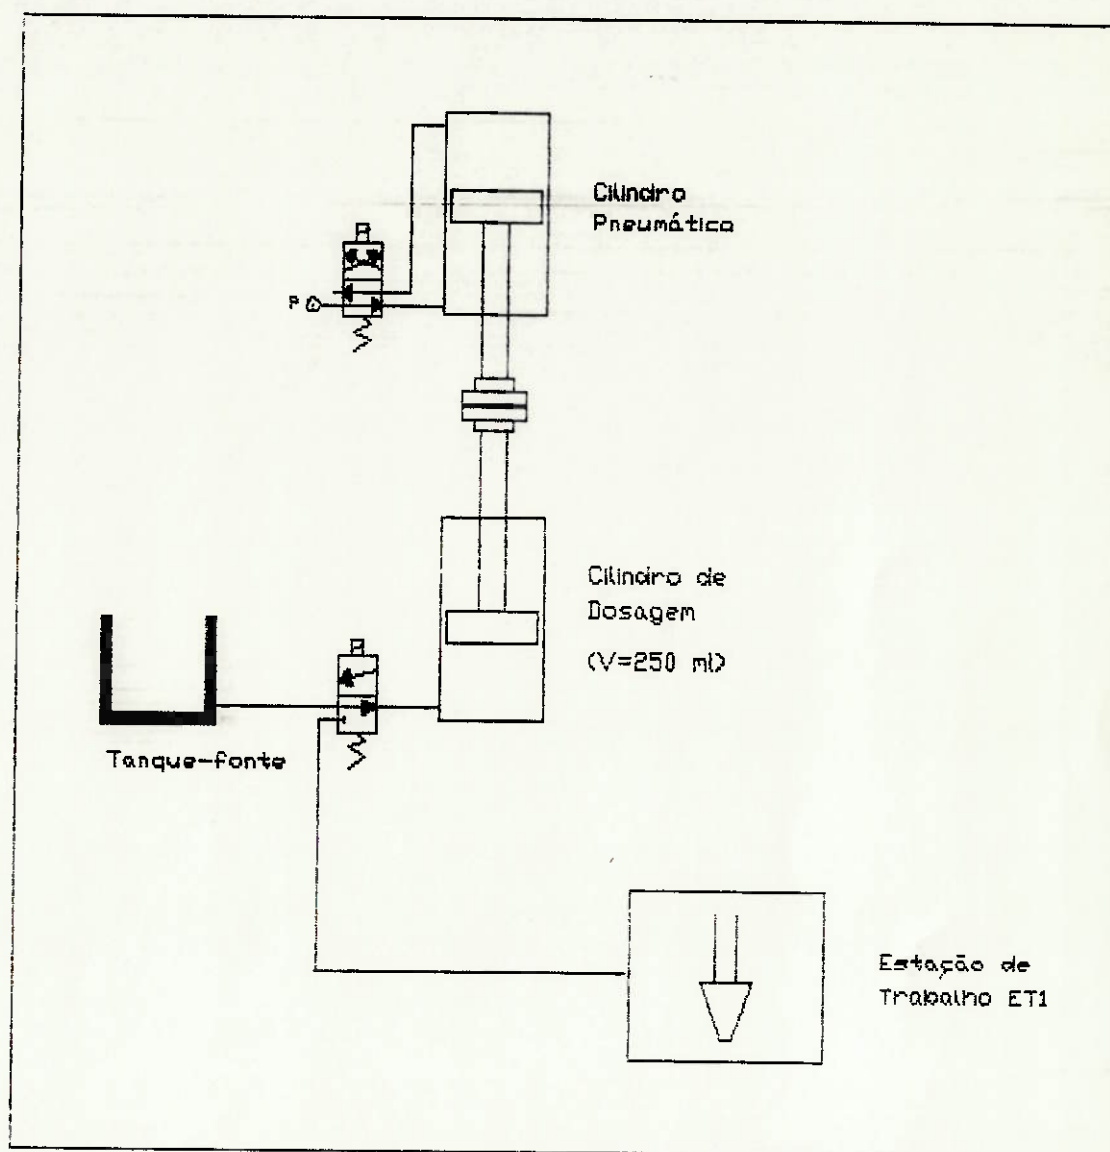 Cilindro
Pneumático
P
Cilindro de
Dosagem
(V=250 ml)
Tanque-fonte
Estação de
Trabalho ET1